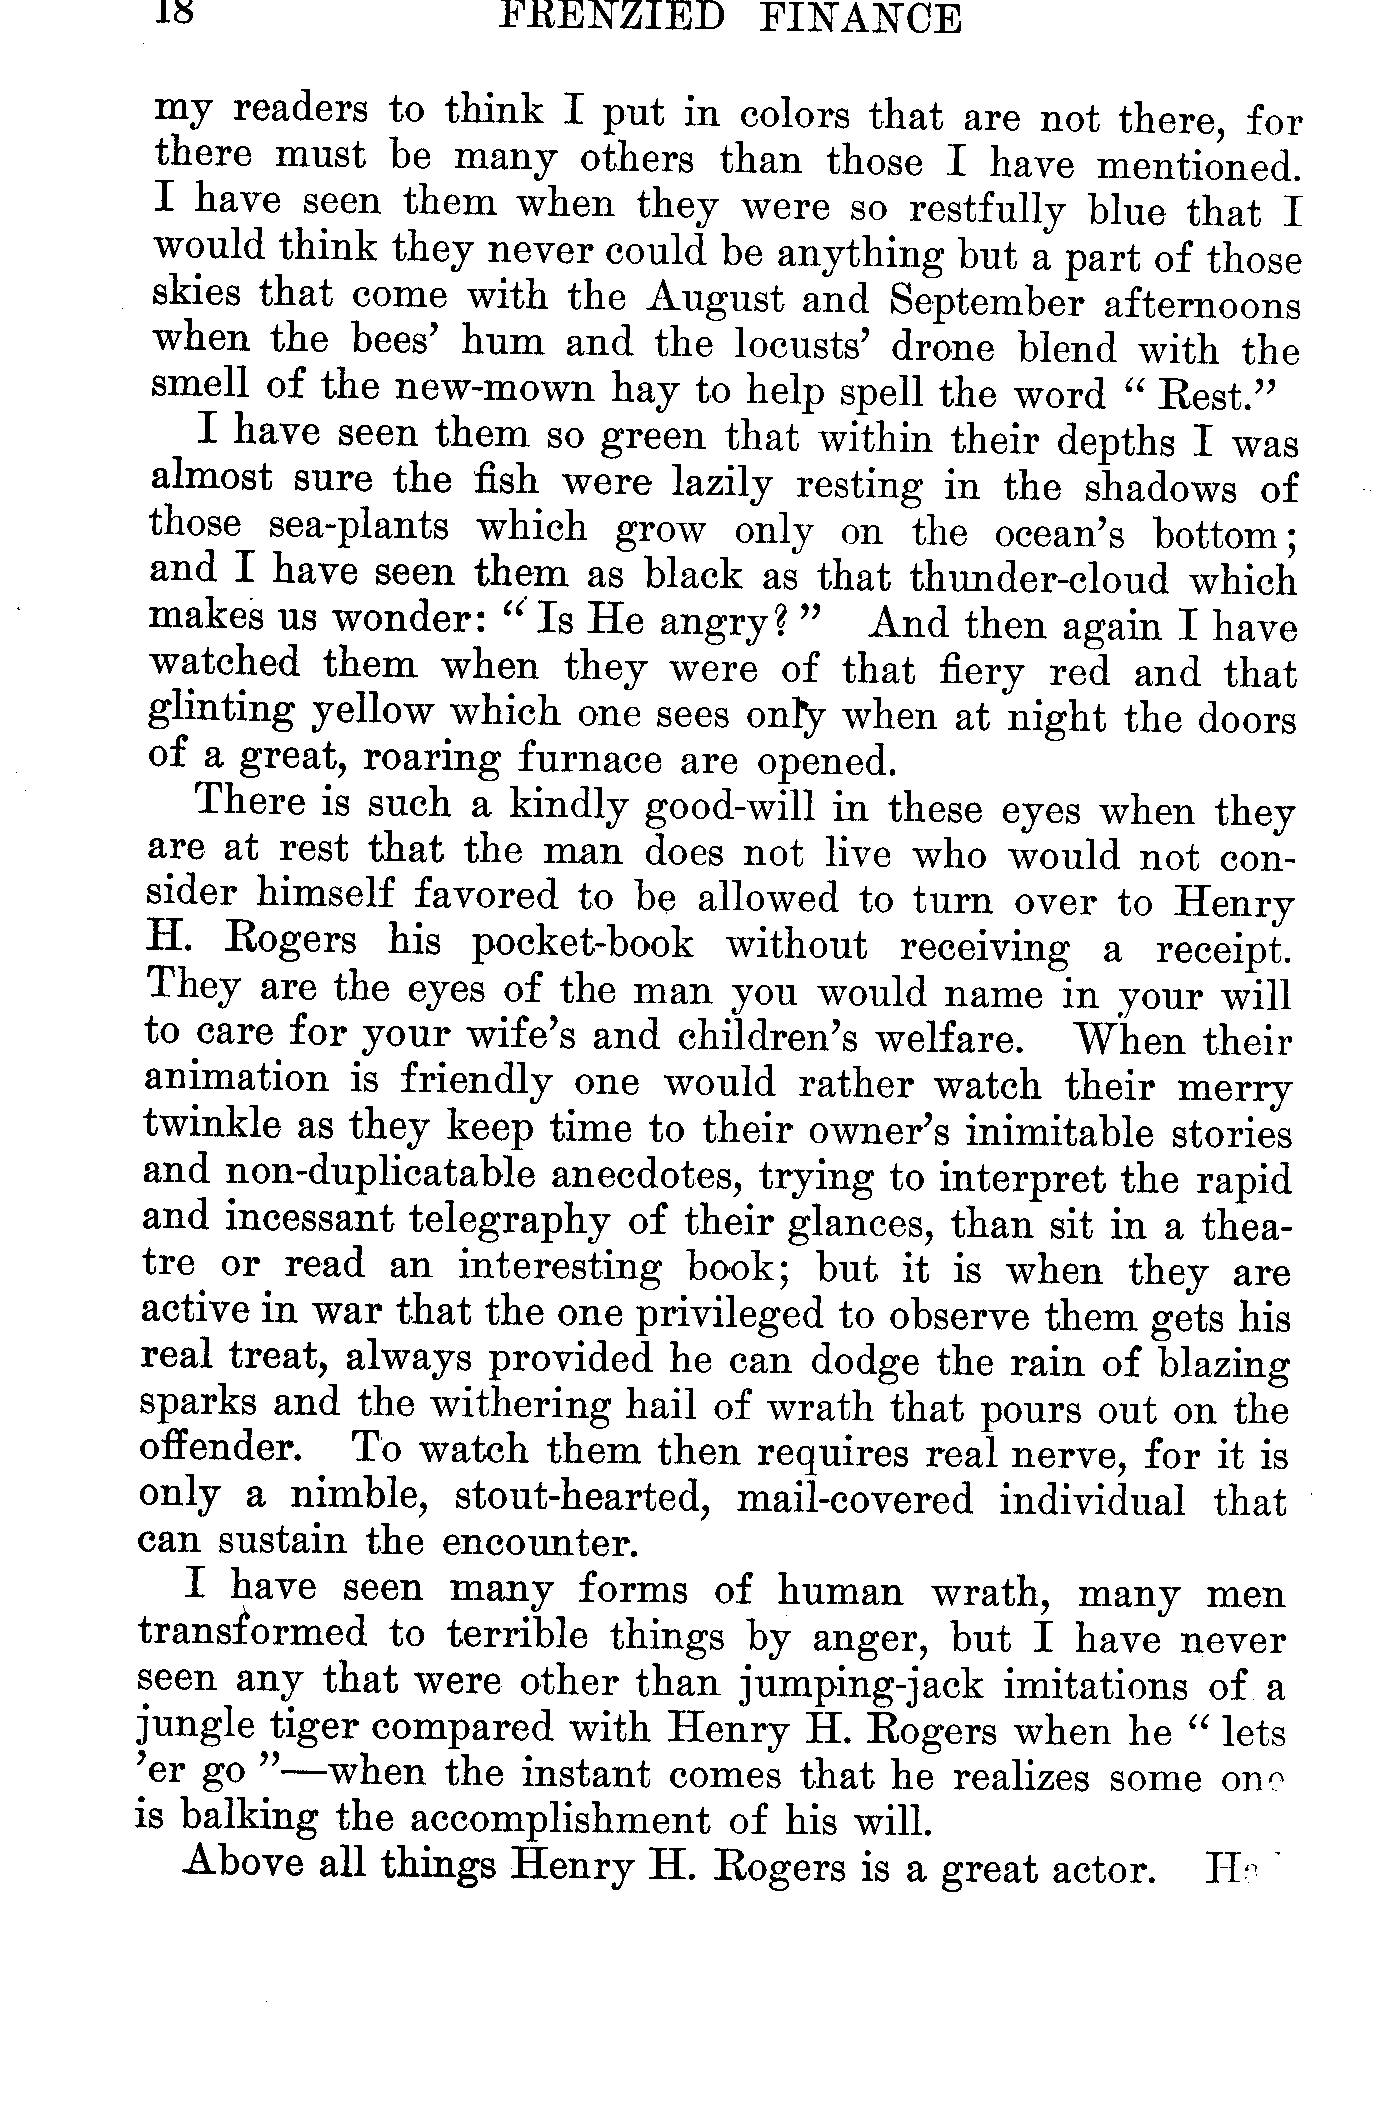 18 FRENZIED FINANCE
my readers to think I put in colors that are not there, for
there must be many others than those I have mentioned.
I have seen them when they were so restfully blue that I
would think they never could be anything but a part of those
skies that come with the August and September afternoons
when the bees’ hum and the locusts’ drone blend with the
smell of the new-mown hay to help spell the word “ Rest.”
I have seen them so green that within their depths I was
almost sure the fish were lazily resting in the shadows of
those sea-plants which grow only on the ocean’s bottom;
and I have seen them as black as that thunder-cloud which
makes us wonder: “ Is He angry? ” And then again I have
watched them when they were of that fiery red and that
glinting yellow which one sees only when at night the doors
of a great, roaring furnace are opened.
There is such a kindly good-will in these eyes when they
are at rest that the man does not live who would not con-
sider himself favored to be allowed to turn over to Henry
H. Rogers his pocket-book without receiving a receipt.
They are the eyes of the man you would name in your will
to care for your wife’s and children’s welfare. When their
animation is friendly one would rather watch their merry
twinkle as they keep time to their owner’s inimitable stories
and non-duplicatable anecdotes, trying to interpret the rapid
and incessant telegraphy of their glances, than sit in a thea-
tre or read an interesting book; but it is when they are
active in war that the one privileged to observe them gets his
real treat, always provided he can dodge the rain of blazing
sparks and the withering hail of wrath that pours out on the
offender. To watch them then requires real nerve, for it is
only a nimble, stout-hearted, mail-covered individual that
can sustain the encounter.
I have seen many forms of human wrath, many men
transformed to terrible things by anger, but I have never
seen any that were other than jumping-jack imitations of a
jungle tiger compared with Henry H. Rogers when he “ lets
’er go ”—when the instant comes that he realizes some one
is balking the accomplishment of his will.
Above all things Henry H. Rogers is a great actor.